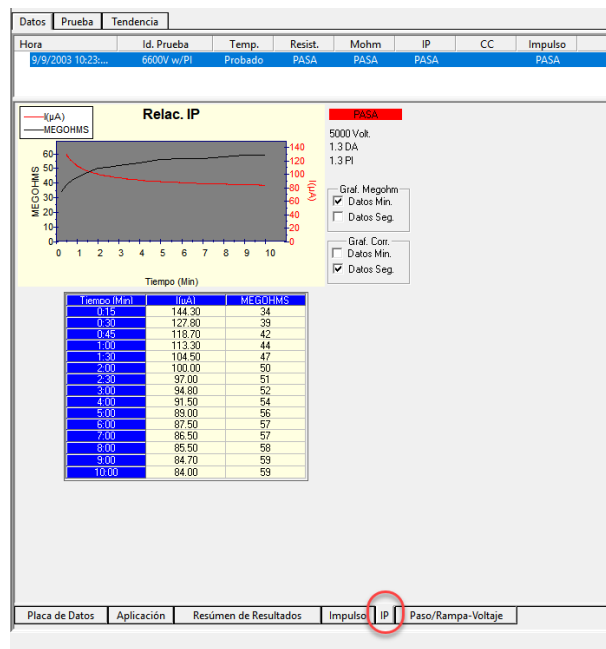 Datos Prueba Tendencia
Hora Id. Prueba Temp. Resist. Mohm IP CC Impulso
9/9/2003 10:23:... 6600V w/PI Probado PASA PASA PASA PASA
I(µA)
MEGOHMS
Relac. IP
PASA
5000 Volt.
1.3 DA
1.3 PI
MEGOHMS
60
50
40
30
20
10
0
140
120
100
80
60
40
20
0
I(µA)
0 1 2 3 4 5 6 7 8 9 10
Tiempo (Min)
Graf. Megohm
Datos Min.
Datos Seg.
Graf. Corr.
Datos Min.
Datos Seg.
Tiempo (Min) I(µA) MEGOHMS
0:15 144.30 34
0:30 127.80 39
0:45 118.70 42
1:00 113.30 44
1:30 104.50 47
2:00 100.00 50
2:30 97.00 51
3:00 94.80 52
4:00 91.50 54
5:00 89.00 56
6:00 87.50 57
7:00 86.50 57
8:00 85.50 58
9:00 84.70 59
10:00 84.00 59
Placa de Datos Aplicación Resúmen de Resultados Impulso IP Paso/Rampa-Voltaje